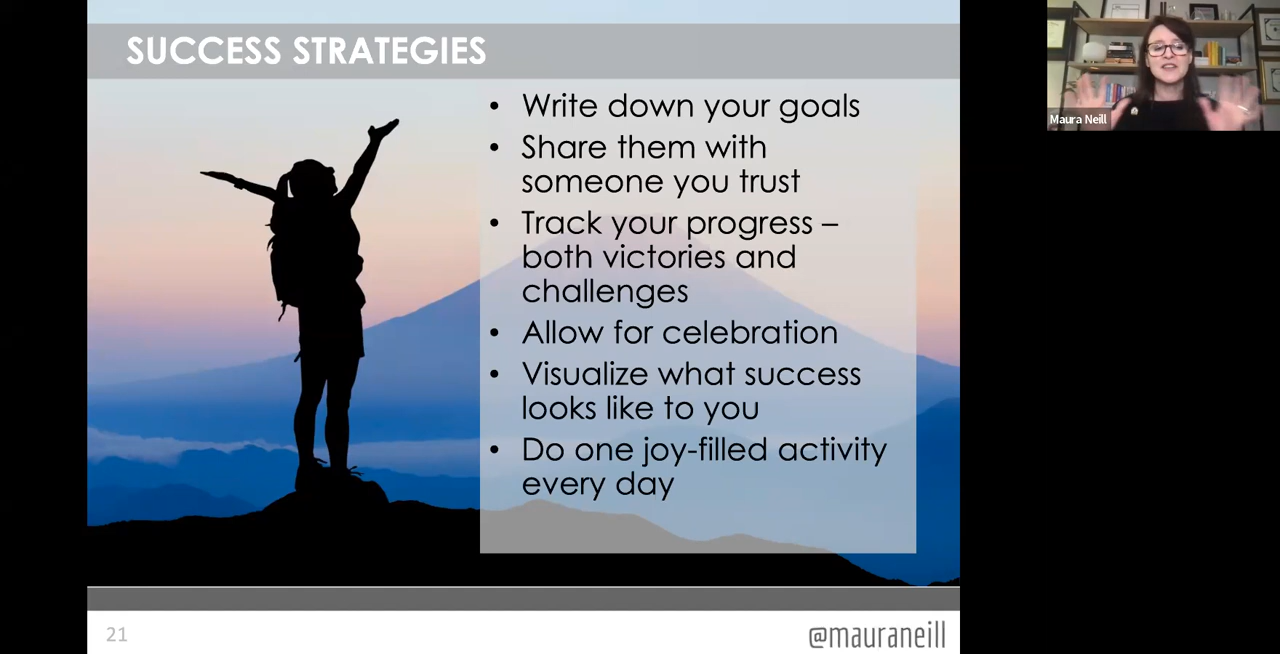 SUCCESS STRATEGIES
• Write down your goals
• Share them with
someone you trust
• Track your progress –
both victories and
challenges
• Allow for celebration
• Visualize what success
looks like to you
• Do one joy-filled activity
every day
21
@mauraneill
Maura Neill